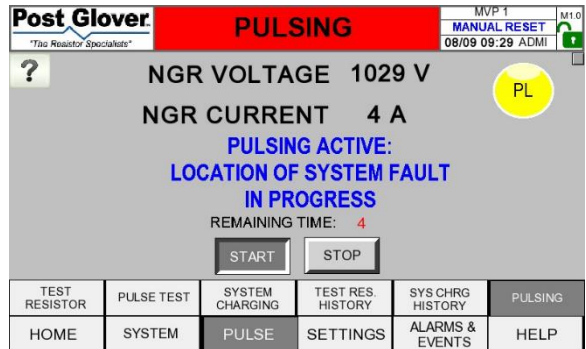 Post Glover.
"The Resistor Specialists"
PULSING
MVP 1
MANUAL RESET
08/09 09:29 ADMI
M1.0
?
NGR VOLTAGE 1029 V
PL
NGR CURRENT 4 A
PULSING ACTIVE:
LOCATION OF SYSTEM FAULT
IN PROGRESS
REMAINING TIME: 4
START
STOP
TEST
RESISTOR
PULSE TEST
SYSTEM
CHARGING
TEST RES.
HISTORY
SYS CHRG
HISTORY
PULSING
HOME
SYSTEM
PULSE
SETTINGS
ALARMS &
EVENTS
HELP